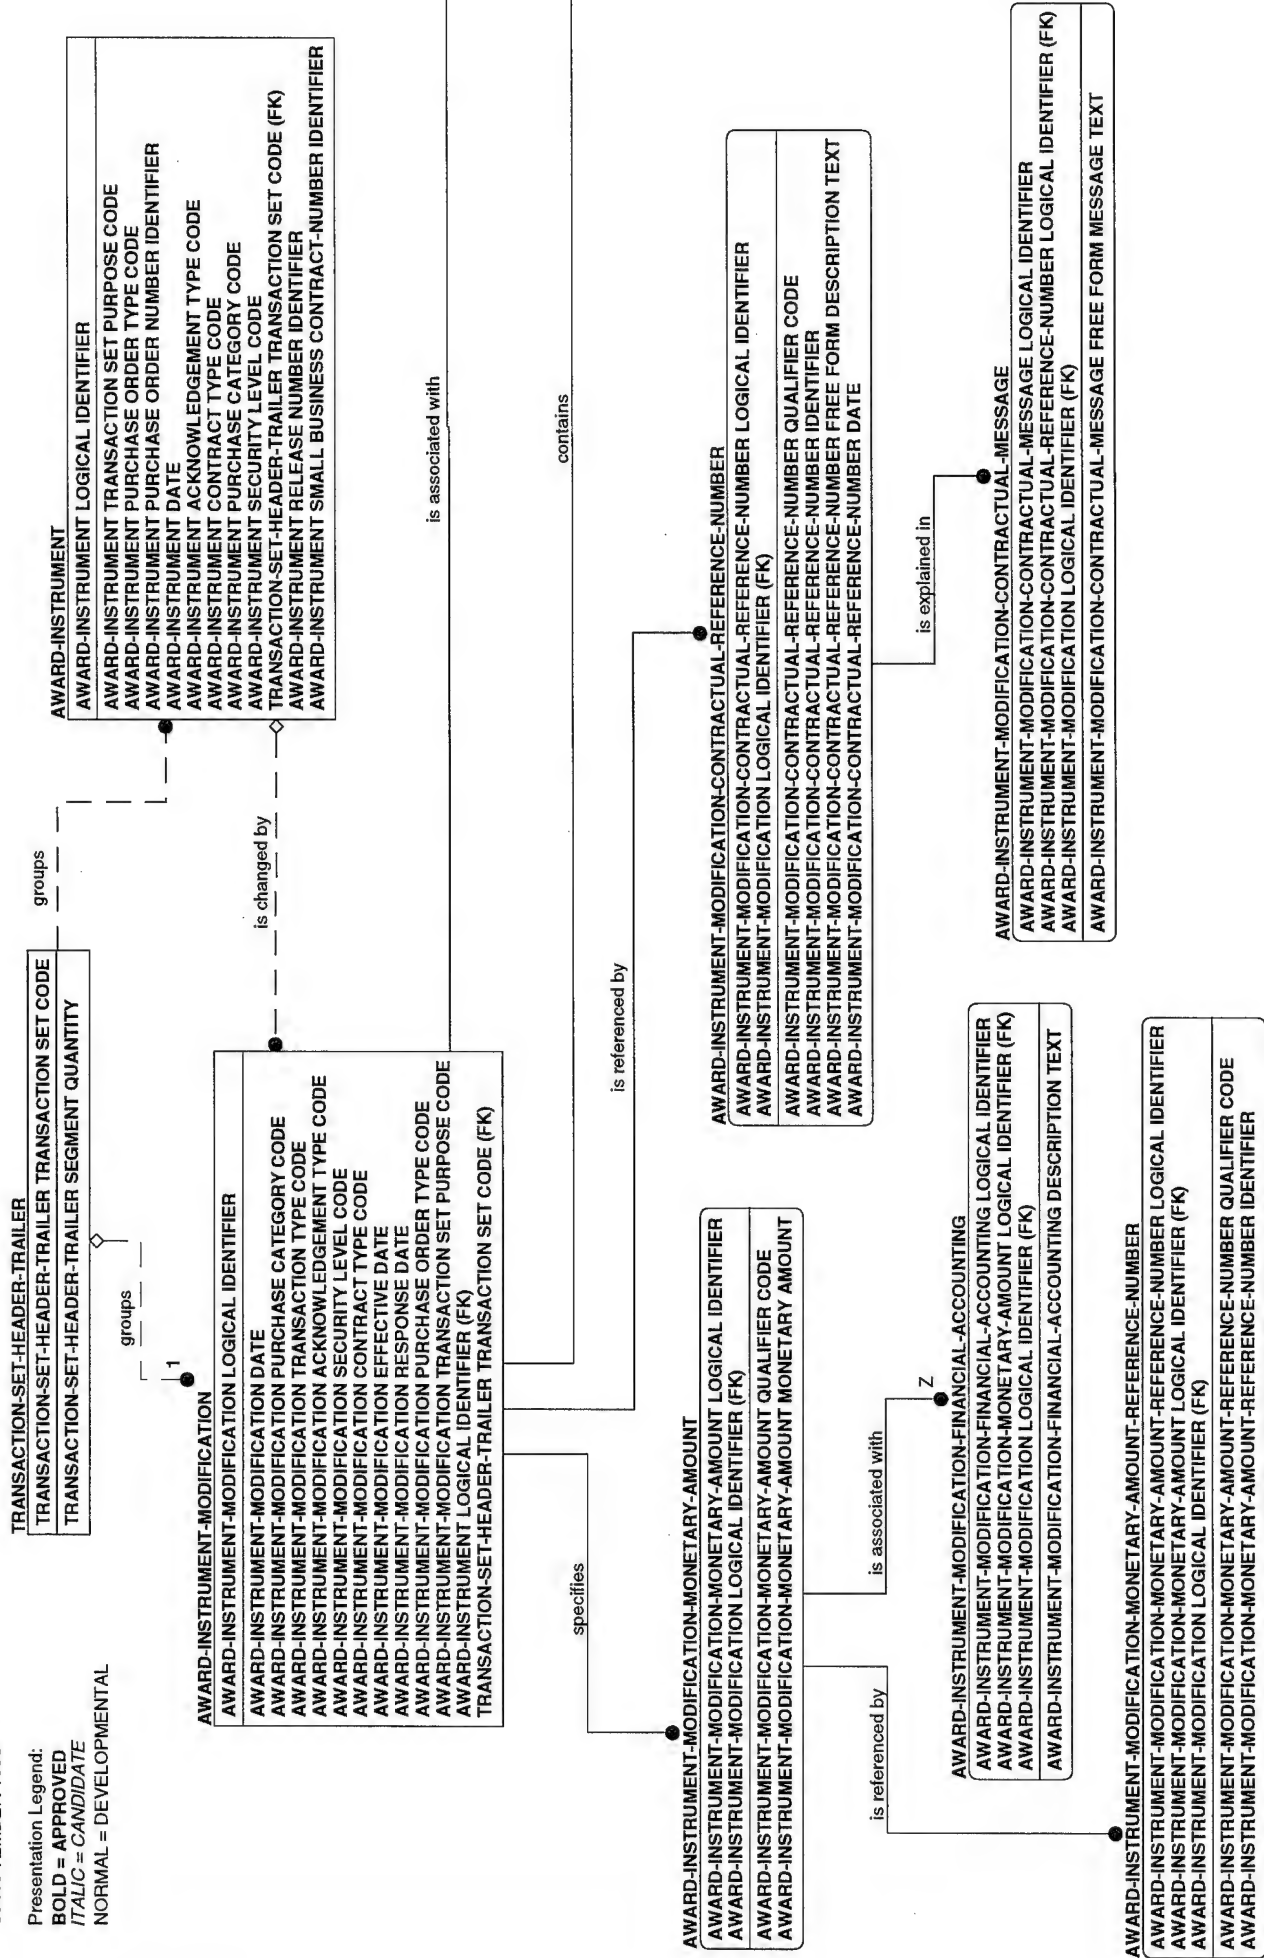 Presentation Legend:
BOLD = APPROVED
ITALIC = CANDIDATE
NORMAL = DEVELOPMENTAL
TRANSACTION-SET-HEADER-TRAILER
TRANSACTION-SET-HEADER-TRAILER TRANSACTION SET CODE
TRANSACTION-SET-HEADER-TRAILER SEGMENT QUANTITY
groups
groups
1
AWARD-INSTRUMENT
AWARD-INSTRUMENT LOGICAL IDENTIFIER
AWARD-INSTRUMENT TRANSACTION SET PURPOSE CODE
AWARD-INSTRUMENT PURCHASE ORDER TYPE CODE
AWARD-INSTRUMENT PURCHASE ORDER NUMBER IDENTIFIER
AWARD-INSTRUMENT DATE
AWARD-INSTRUMENT ACKNOWLEDGEMENT TYPE CODE
AWARD-INSTRUMENT CONTRACT TYPE CODE
AWARD-INSTRUMENT PURCHASE CATEGORY CODE
AWARD-INSTRUMENT SECURITY LEVEL CODE
TRANSACTION-SET-HEADER-TRAILER TRANSACTION SET CODE (FK)
AWARD-INSTRUMENT RELEASE NUMBER IDENTIFIER
AWARD-INSTRUMENT SMALL BUSINESS CONTRACT-NUMBER IDENTIFIER
is changed by
AWARD-INSTRUMENT-MODIFICATION
AWARD-INSTRUMENT-MODIFICATION LOGICAL IDENTIFIER
AWARD-INSTRUMENT-MODIFICATION DATE
AWARD-INSTRUMENT-MODIFICATION PURCHASE CATEGORY CODE
AWARD-INSTRUMENT-MODIFICATION TRANSACTION TYPE CODE
AWARD-INSTRUMENT-MODIFICATION ACKNOWLEDGEMENT TYPE CODE
AWARD-INSTRUMENT-MODIFICATION SECURITY LEVEL CODE
AWARD-INSTRUMENT-MODIFICATION CONTRACT TYPE CODE
AWARD-INSTRUMENT-MODIFICATION EFFECTIVE DATE
AWARD-INSTRUMENT-MODIFICATION RESPONSE DATE
AWARD-INSTRUMENT-MODIFICATION PURCHASE ORDER TYPE CODE
AWARD-INSTRUMENT-MODIFICATION TRANSACTION SET PURPOSE CODE
AWARD-INSTRUMENT LOGICAL IDENTIFIER (FK)
TRANSACTION-SET-HEADER-TRAILER TRANSACTION SET CODE (FK)
is associated with
contains
specifies
is referenced by
AWARD-INSTRUMENT-MODIFICATION-MONETARY-AMOUNT
AWARD-INSTRUMENT-MODIFICATION-MONETARY-AMOUNT LOGICAL IDENTIFIER
AWARD-INSTRUMENT-MODIFICATION LOGICAL IDENTIFIER (FK)
AWARD-INSTRUMENT-MODIFICATION-MONETARY-AMOUNT QUALIFIER CODE
AWARD-INSTRUMENT-MODIFICATION-MONETARY-AMOUNT MONETARY AMOUNT
AWARD-INSTRUMENT-MODIFICATION-CONTRACTUAL-REFERENCE-NUMBER
AWARD-INSTRUMENT-MODIFICATION-CONTRACTUAL-REFERENCE-NUMBER LOGICAL IDENTIFIER
AWARD-INSTRUMENT-MODIFICATION LOGICAL IDENTIFIER (FK)
AWARD-INSTRUMENT-MODIFICATION-CONTRACTUAL-REFERENCE-NUMBER QUALIFIER CODE
AWARD-INSTRUMENT-MODIFICATION-CONTRACTUAL-REFERENCE-NUMBER IDENTIFIER
AWARD-INSTRUMENT-MODIFICATION-CONTRACTUAL-REFERENCE-NUMBER FREE FORM DESCRIPTION TEXT
AWARD-INSTRUMENT-MODIFICATION-CONTRACTUAL-REFERENCE-NUMBER DATE
is referenced by
is associated with
Z
is explained in
AWARD-INSTRUMENT-MODIFICATION-FINANCIAL-ACCOUNTING
AWARD-INSTRUMENT-MODIFICATION-FINANCIAL-ACCOUNTING LOGICAL IDENTIFIER
AWARD-INSTRUMENT-MODIFICATION-MONETARY-AMOUNT LOGICAL IDENTIFIER (FK)
AWARD-INSTRUMENT-MODIFICATION LOGICAL IDENTIFIER (FK)
AWARD-INSTRUMENT-MODIFICATION-FINANCIAL-ACCOUNTING DESCRIPTION TEXT
AWARD-INSTRUMENT-MODIFICATION-CONTRACTUAL-MESSAGE
AWARD-INSTRUMENT-MODIFICATION-CONTRACTUAL-MESSAGE LOGICAL IDENTIFIER
AWARD-INSTRUMENT-MODIFICATION-CONTRACTUAL-REFERENCE-NUMBER LOGICAL IDENTIFIER (FK)
AWARD-INSTRUMENT-MODIFICATION LOGICAL IDENTIFIER (FK)
AWARD-INSTRUMENT-MODIFICATION-CONTRACTUAL-MESSAGE FREE FORM MESSAGE TEXT
AWARD-INSTRUMENT-MODIFICATION-MONETARY-AMOUNT-REFERENCE-NUMBER
AWARD-INSTRUMENT-MODIFICATION-MONETARY-AMOUNT-REFERENCE-NUMBER LOGICAL IDENTIFIER
AWARD-INSTRUMENT-MODIFICATION-MONETARY-AMOUNT LOGICAL IDENTIFIER (FK)
AWARD-INSTRUMENT-MODIFICATION LOGICAL IDENTIFIER (FK)
AWARD-INSTRUMENT-MODIFICATION-MONETARY-AMOUNT-REFERENCE-NUMBER QUALIFIER CODE
AWARD-INSTRUMENT-MODIFICATION-MONETARY-AMOUNT-REFERENCE-NUMBER IDENTIFIER